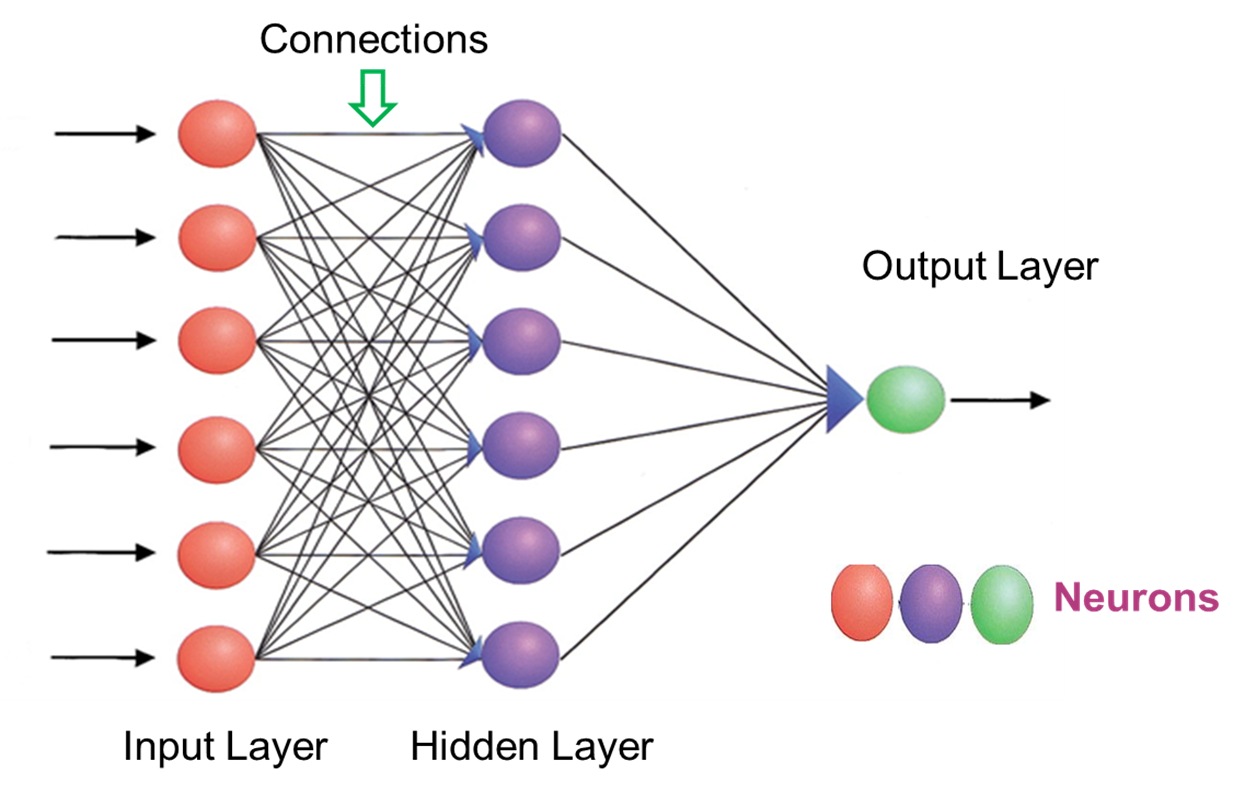 Connections
Output Layer
Neurons
Input Layer
Hidden Layer